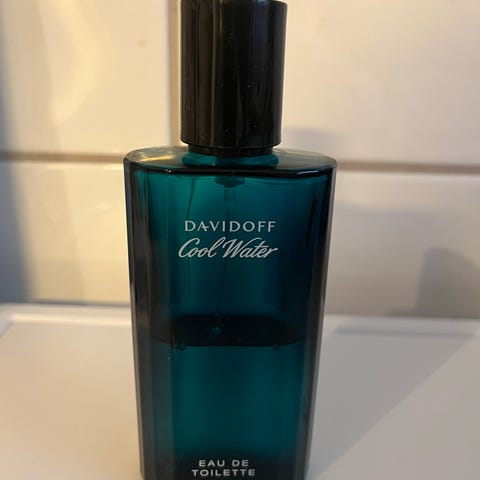 DAVIDOFF
Cool Water
EAU DE
TOILETTE